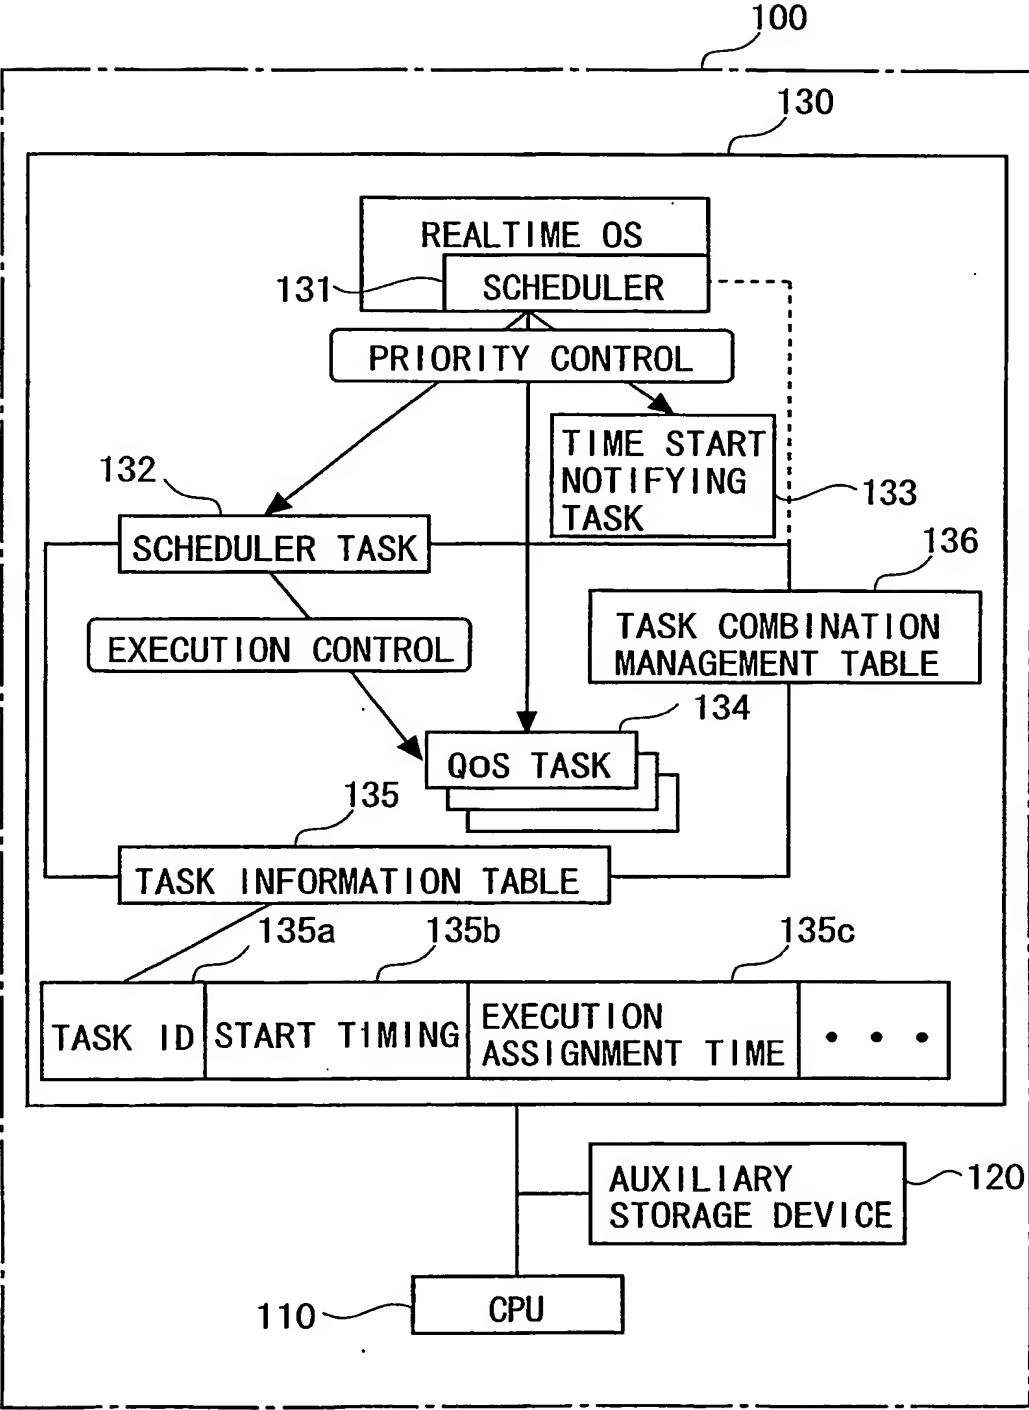 100
130
REALTIME OS
131
SCHEDULER
PRIORITY CONTROL
TIME START
NOTIFYING
TASK
133
132
SCHEDULER TASK
136
TASK COMBINATION
MANAGEMENT TABLE
EXECUTION CONTROL
134
QoS TASK
135
TASK INFORMATION TABLE
135a
135b
135c
TASK ID
START TIMING
EXECUTION
ASSIGNMENT TIME
• • •
AUXILIARY
STORAGE DEVICE
120
110
CPU